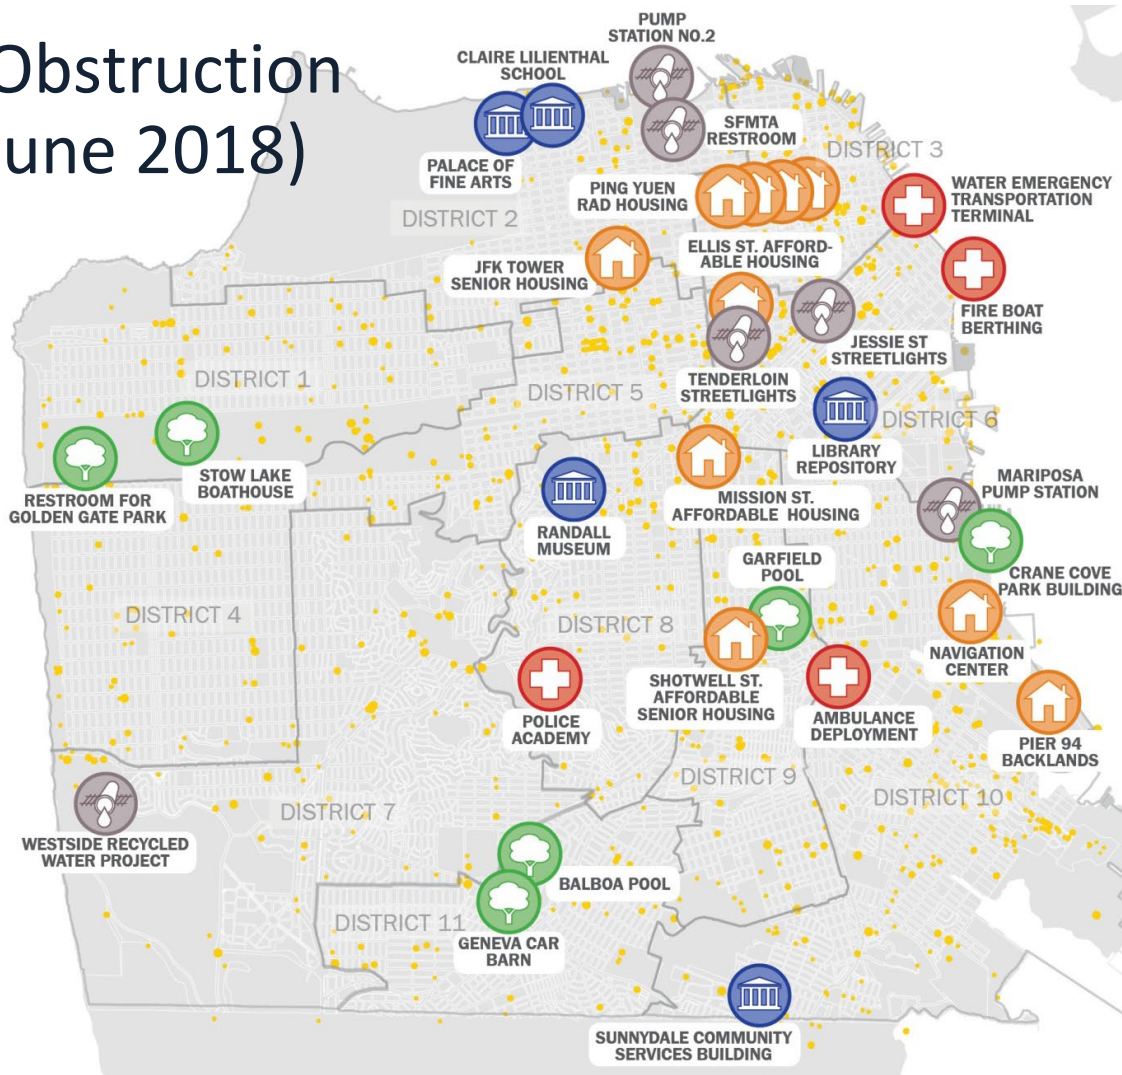 Obstruction
une 2018)
PUMP
STATION NO.2
CLAIRE LILIENTHAL
SCHOOL
SFMTA
RESTROOM
DISTRICT 3
PALACE OF
FINE ARTS
PING YUEN
RAD HOUSING
WATER EMERGENCY
TRANSPORTATION
TERMINAL
DISTRICT 2
ELLIS ST. AFFORD-
ABLE HOUSING
JFK TOWER
SENIOR HOUSING
FIRE BOAT
BERTHING
JESSIE ST
STREETLIGHTS
DISTRICT 1
DISTRICT 5
TENDERLOIN
STREETLIGHTS
DISTRICT 6
LIBRARY
REPOSITORY
STOW LAKE
BOATHOUSE
RESTROOM FOR
GOLDEN GATE PARK
MARIPOSA
PUMP STATION
MISSION ST.
AFFORDABLE HOUSING
RANDALL
MUSEUM
GARFIELD
POOL
CRANE COVE
PARK BUILDING
DISTRICT 4
DISTRICT 8
NAVIGATION
CENTER
SHOTWELL ST.
AFFORDABLE
SENIOR HOUSING
POLICE
ACADEMY
AMBULANCE
DEPLOYMENT
PIER 94
BACKLANDS
DISTRICT 9
DISTRICT 10
DISTRICT 7
WESTSIDE RECYCLED
WATER PROJECT
BALBOA POOL
DISTRICT 11
GENEVA CAR
BARN
SUNNYDALE COMMUNITY
SERVICES BUILDING